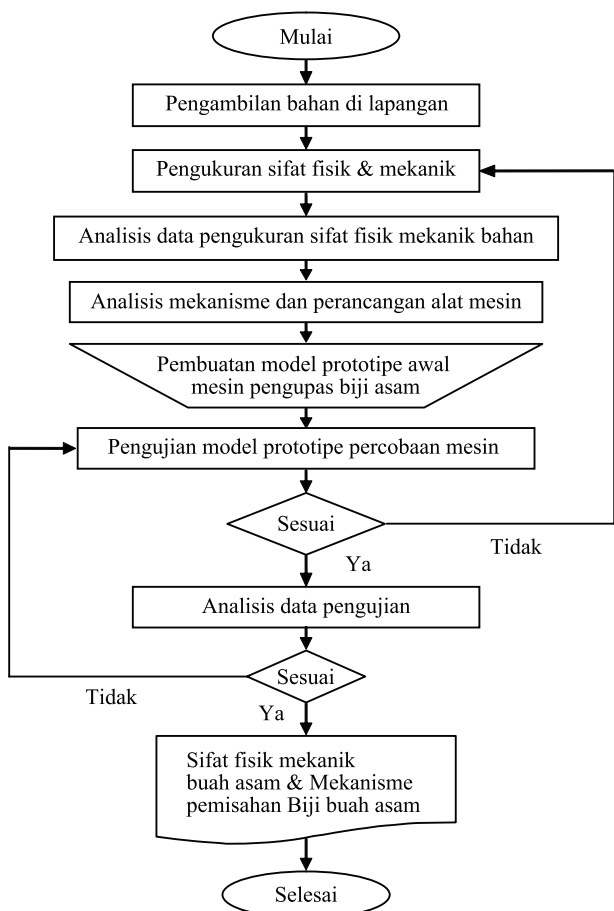 Mulai
Pengambilan bahan di lapangan
Pengukuran sifat fisik & mekanik
Analisis data pengukuran sifat fisik mekanik bahan
Analisis mekanisme dan perancangan alat mesin
Pembuatan model prototipe awal
mesin pengupas biji asam
Pengujian model prototipe percobaan mesin
Sesuai
Tidak
Ya
Analisis data pengujian
Sesuai
Tidak
Ya
Sifat fisik mekanik
buah asam & Mekanisme
pemisahan Biji buah asam
Selesai